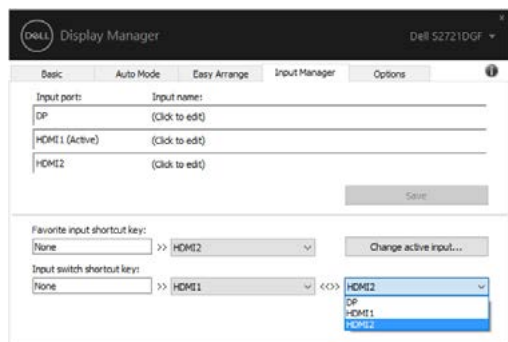 DELL Display Manager Dell S2721DGF
Basic Auto Mode Easy Arrange Input Manager Options
Input port: Input name:
DP (Click to edit)
HDMI1 (Active) (Click to edit)
HDMI2 (Click to edit)
Save
Favorite input shortcut key:
None >> HDMI2 Change active input...
Input switch shortcut key:
None >> HDMI1 <<>> HDMI2
DP
HDMI1
HDMI2